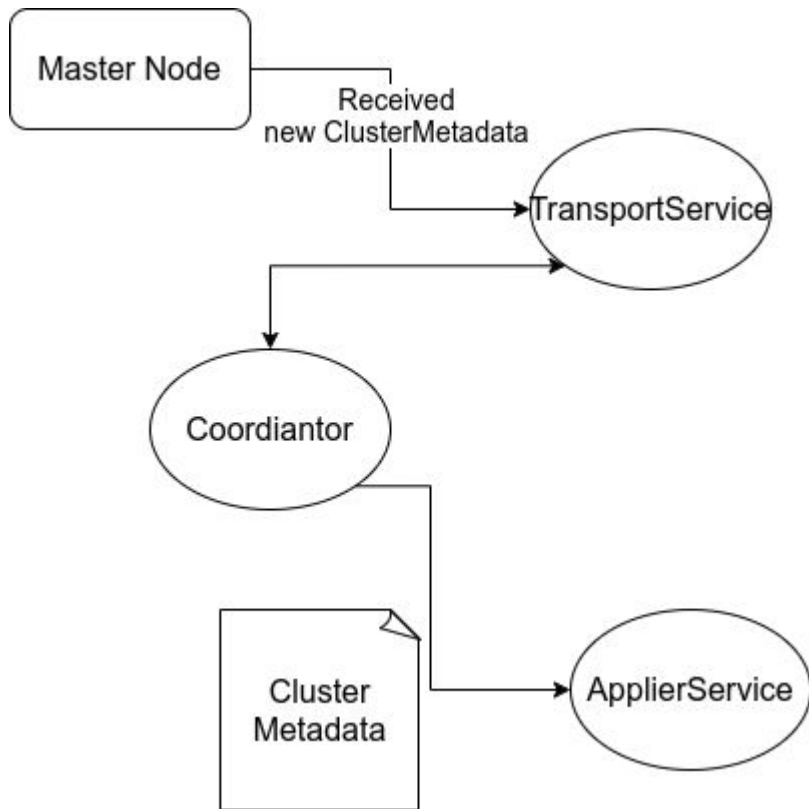 Master Node
Received
new ClusterMetadata
TransportService
Coordiantor
Cluster
Metadata
ApplierService